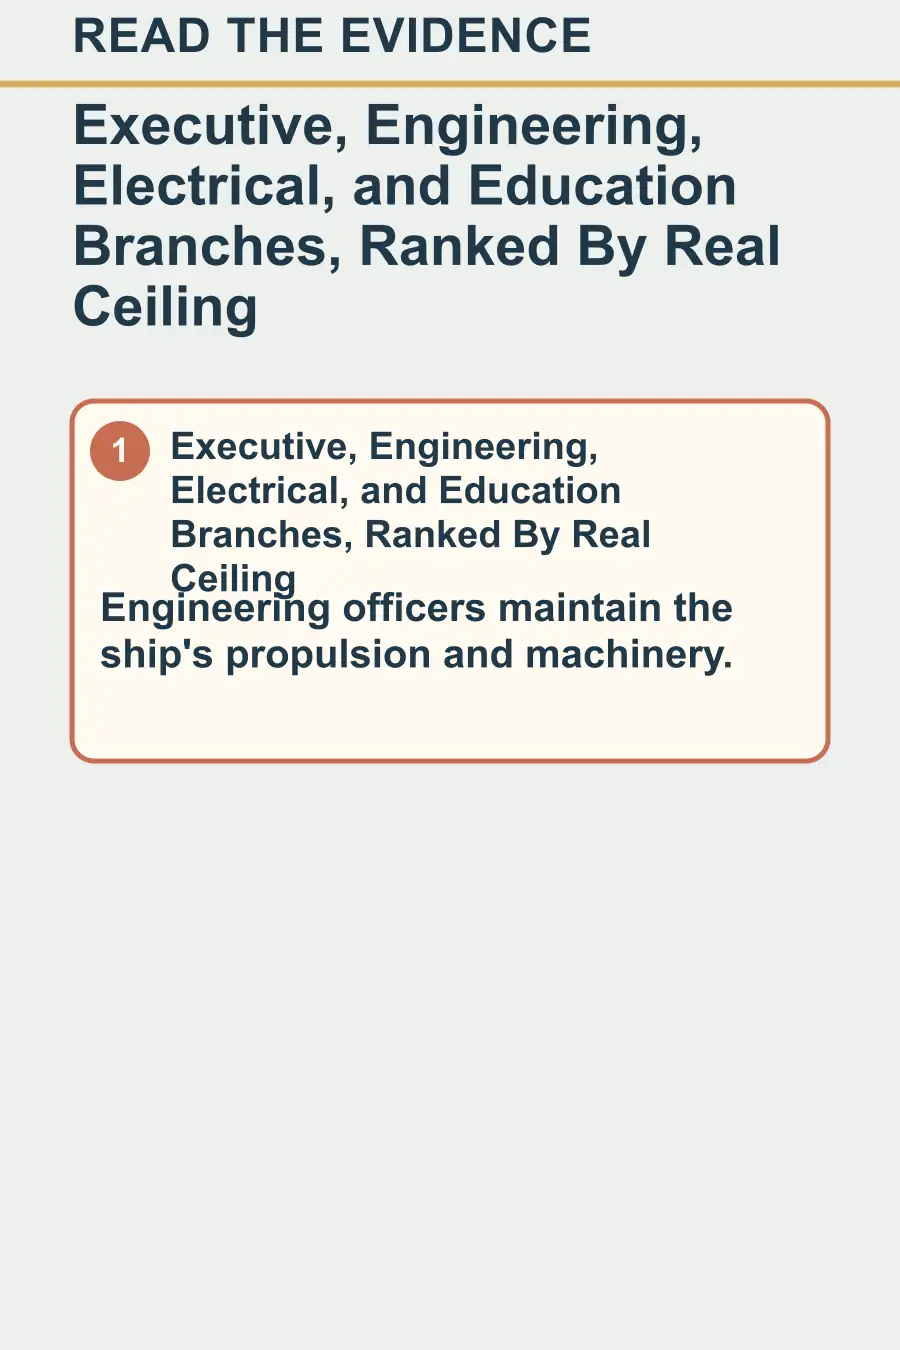 READ THE EVIDENCE
Executive, Engineering,
Electrical, and Education
Branches, Ranked By Real
Ceiling
1
Executive, Engineering,
Electrical, and Education
Branches, Ranked By Real
Ceiling
Engineering officers maintain the
ship's propulsion and machinery.